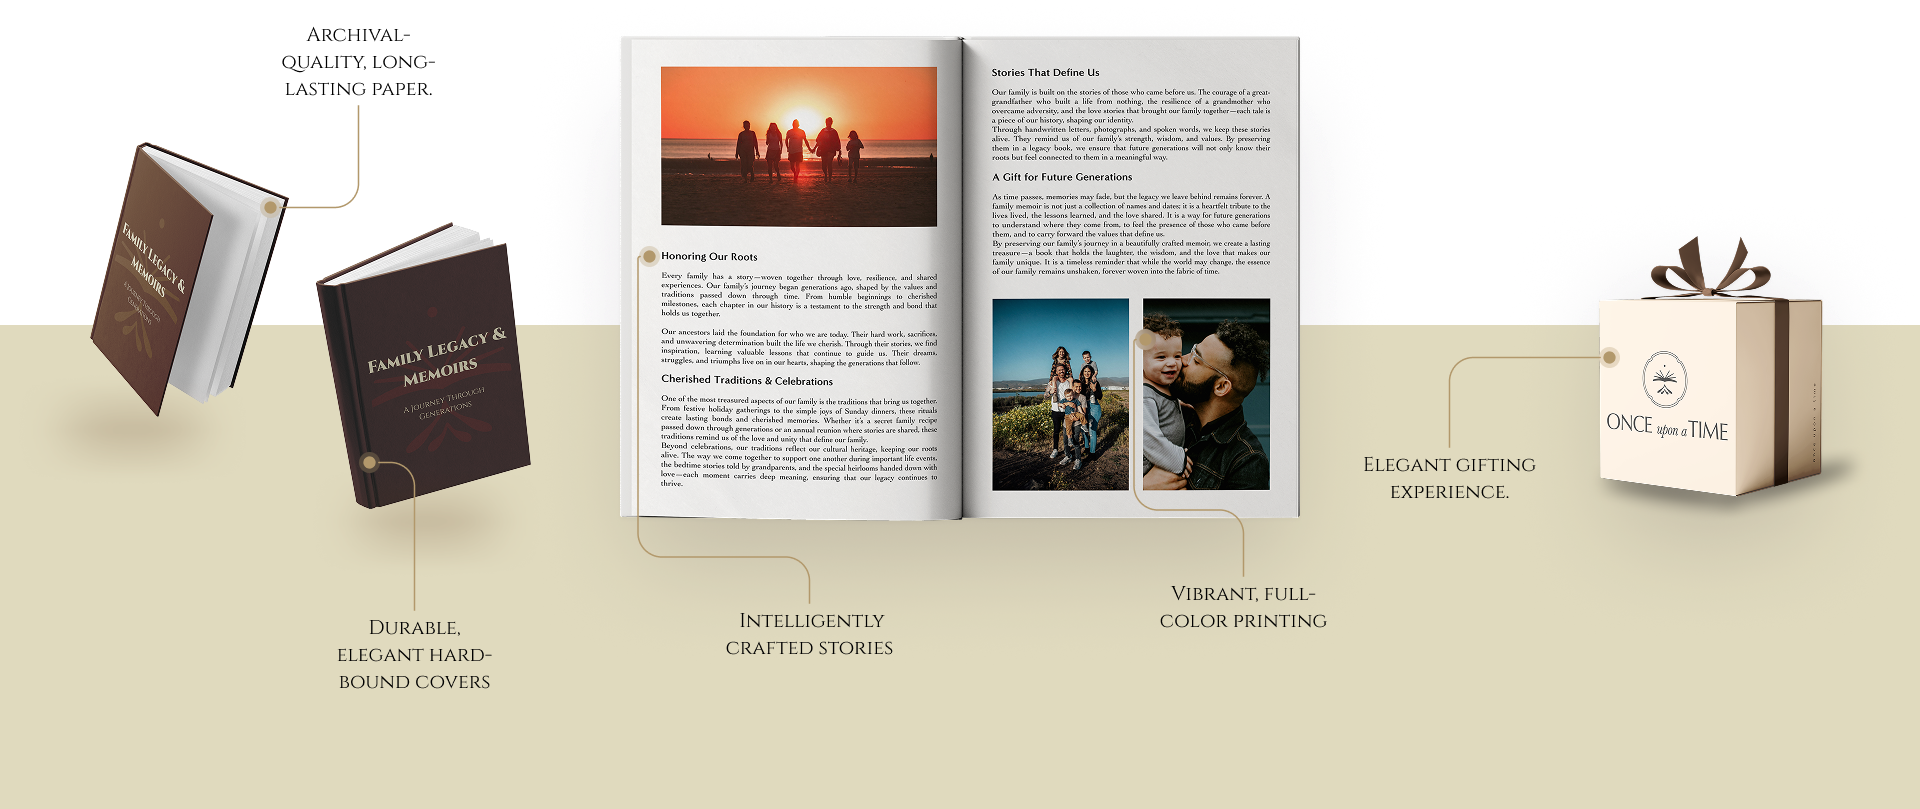 ARCHIVAL-
QUALITY, LONG-
LASTING PAPER.
FAMILY LEGACY &
MEMOIRS
A JOURNEY THROUGH
GENERATIONS
FAMILY LEGACY &
MEMOIRS
A JOURNEY THROUGH
GENERATIONS
DURABLE,
ELEGANT HARD-
BOUND COVERS
Honoring Our Roots
Every family has a story—woven together through love, resilience, and shared
experiences. Our family's journey began generations ago, shaped by the values and
traditions passed down through time. From humble beginnings to cherished
milestones, each chapter in our history is a testament to the strength and bond that
holds us together.
Our ancestors laid the foundation for who we are today. Their hard work, sacrifices,
and unwavering determination built the life we cherish. Through their stories, we find
inspiration, learning valuable lessons that continue to guide us. Their dreams,
struggles, and triumphs live on in our hearts, shaping the generations that follow.
Cherished Traditions & Celebrations
One of the most treasured aspects of our family is the traditions that bring us together.
From festive holiday gatherings to the simple joys of Sunday dinners, these rituals
create lasting bonds and cherished memories. Whether it's a secret family recipe
passed down through generations or an annual reunion where stories are shared, these
traditions remind us of the love and unity that define our family.
Beyond celebrations, our traditions reflect our cultural heritage, keeping our roots
alive. The way we come together to support one another during important life events,
the bedtime stories told by grandparents, and the special heirlooms handed down with
love—each moment carries deep meaning, ensuring that our legacy continues to
thrive.
Stories That Define Us
Our family is built on the stories of those who came before us. The courage of a great-
grandfather who built a life from nothing, the resilience of a grandmother who
overcame adversity, and the love stories that brought our family together—each tale is
a piece of our history, shaping our identity.
Through handwritten letters, photographs, and spoken words, we keep these stories
alive. They remind us of our family's strength, wisdom, and values. By preserving
them in a legacy book, we ensure that future generations will not only know their
roots but feel connected to them in a meaningful way.
A Gift for Future Generations
As time passes, memories may fade, but the legacy we leave behind remains forever. A
family memoir is not just a collection of names and dates; it is a heartfelt tribute to the
lives lived, the lessons learned, and the love shared. It is a way for future generations
to understand where they come from, to feel the presence of those who came before
them, and to carry forward the values that define us.
By preserving our family's journey in a beautifully crafted memoir, we create a lasting
treasure—a book that holds the laughter, the wisdom, and the love that makes our
family unique. It is a timeless reminder that while the world may change, the essence
of our family remains unshaken, forever woven into the fabric of time.
INTELLIGENTLY
CRAFTED STORIES
VIBRANT, FULL-
COLOR PRINTING
ELEGANT GIFTING
EXPERIENCE.
ONCE upon a TIME